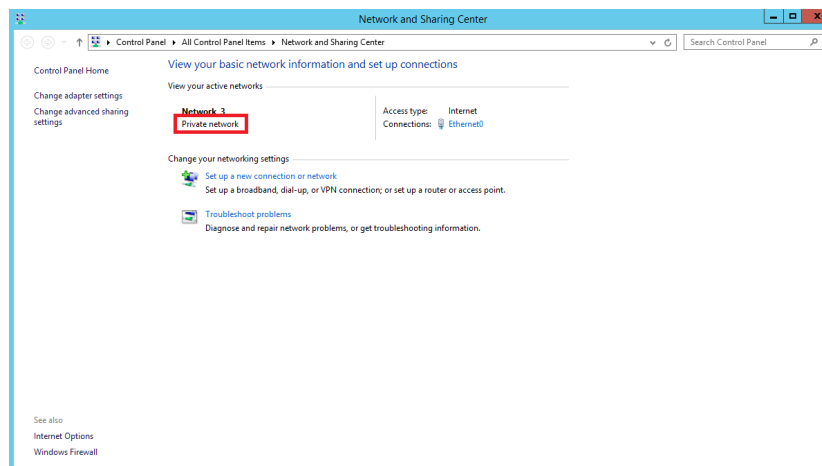 Network and Sharing Center
Control Panel ▸ All Control Panel Items ▸ Network and Sharing Center
Search Control Panel
Control Panel Home
Change adapter settings
Change advanced sharing
settings
View your basic network information and set up connections
View your active networks
Network 3
Private network
Access type: Internet
Connections: Ethernet0
Change your networking settings
Set up a new connection or network
Set up a broadband, dial-up, or VPN connection; or set up a router or access point.
Troubleshoot problems
Diagnose and repair network problems, or get troubleshooting information.
See also
Internet Options
Windows Firewall